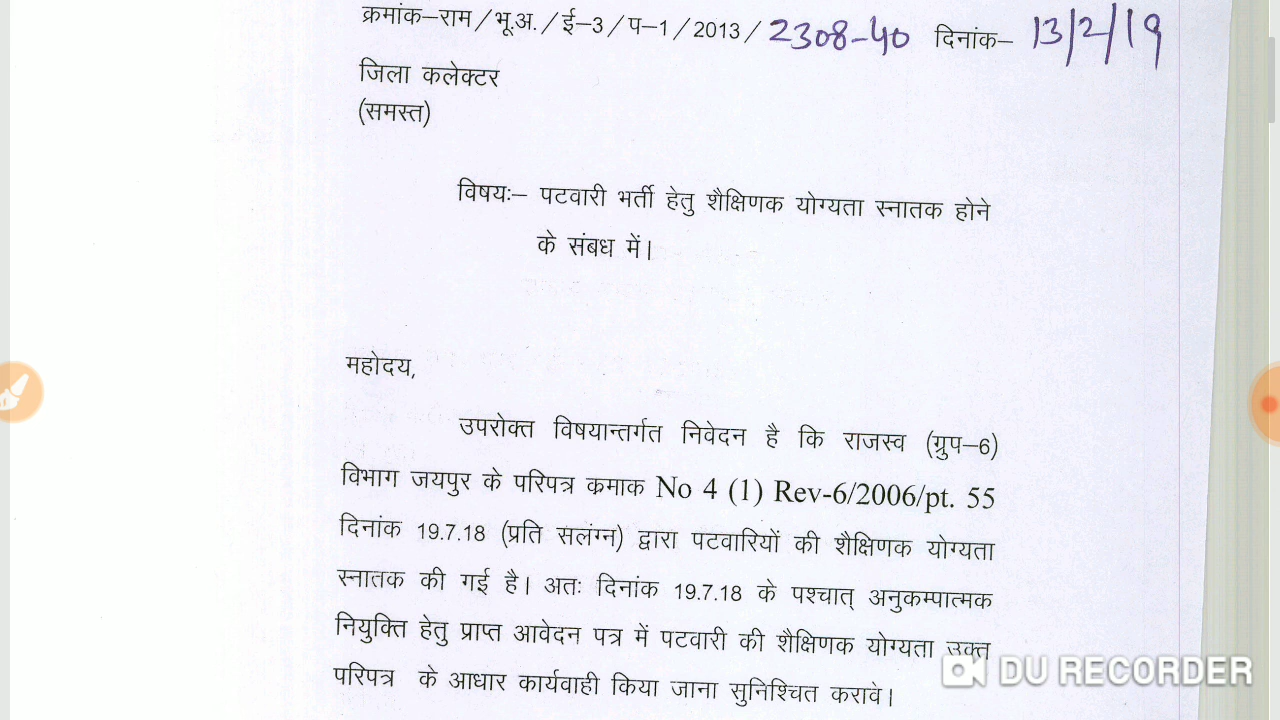 क्रमांक–राम/भू.अ./ई–3/प–1/2013/ 2308-40 दिनांक– 13/2/19
जिला कलेक्टर
(समस्त)
विषयः– पटवारी भर्ती हेतु शैक्षिणक योग्यता स्नातक होने
के संबध में।
महोदय,
उपरोक्त विषयान्तर्गत निवेदन है कि राजस्व (ग्रुप–6)
विभाग जयपुर के परिपत्र क्रमाक No 4 (1) Rev-6/2006/pt. 55
दिनांक 19.7.18 (प्रति सलंग्न) द्वारा पटवारियों की शैक्षिणक योग्यता
स्नातक की गई है। अतः दिनांक 19.7.18 के पश्चात् अनुकम्पात्मक
नियुक्ति हेतु प्राप्त आवेदन पत्र में पटवारी की शैक्षिणक योग्यता उक्त
परिपत्र के आधार कार्यवाही किया जाना सुनिश्चित करावे।
DU RECORDER